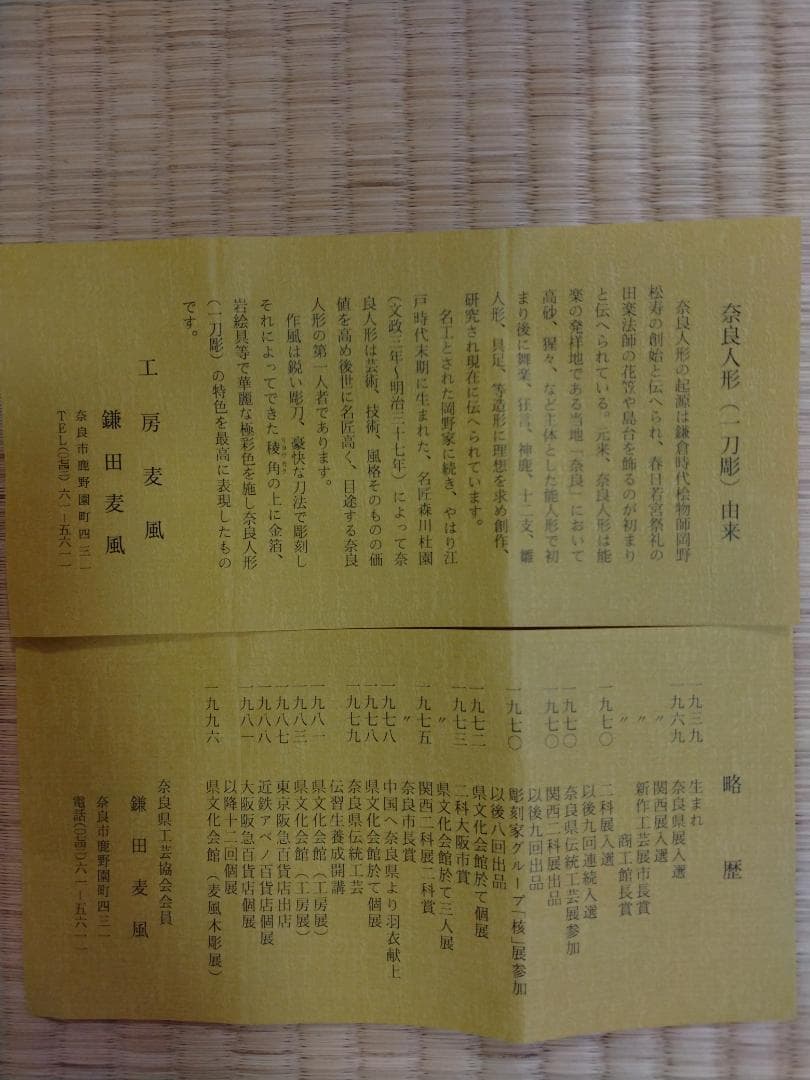 奈良人形（一刀彫）由来
奈良人形の起源は鎌倉時代桧物師岡野
松寿の創始と伝へられ、春日若宮祭礼の
田楽法師の花笠や島台を飾るのが初まり
と伝へられている。元来、奈良人形は能
楽の発祥地である当地「奈良」において
高砂、猩々、など主体とした能人形で初
まり後に舞楽、狂言、神鹿、十二支、雛
人形、具足、等造形に理想を求め創作、
研究され現在に伝へられています。
名工とされた岡野家に続き、やはり江
戸時代末期に生まれた、名匠森川杜園
（文政三年〜明治三十七年）によって奈
良人形は芸術、技術、風格そのものの価
値を高め後世に名匠高く、目途する奈良
人形の第一人者であります。
作風は鋭い彫刀、豪快な刀法で彫刻し
それによってできた稜角の上に金箔、
岩絵具等で華麗な極彩色を施し奈良人形
（一刀彫）の特色を最高に表現したもの
です。
工房麦風
鎌田麦風
奈良市鹿野園町四三一
TEL(〇七四二)六一ー五六一一
略歴
一九三九 生まれ
一九六九 奈良県展入選
〃 関西展入選
〃 新作工芸展市長賞
商工館長賞
一九七〇 二科展入選
以後九回連続入選
一九七〇 奈良県伝統工芸展参加
一九七〇 関西二科展出品
以後九回出品
一九七〇 彫刻家グループ「核」展参加
以後八回出品
一九七二 県文化会館於て個展
一九七三 二科大阪市賞
〃 県文化会館於て三人展
一九七五 関西二科展二科賞
〃 奈良市長賞
一九七八 中国へ奈良県より羽衣献上
一九七八 県文化会館於て個展
一九七九 奈良県伝統工芸
伝習生養成開講
一九八一 県文化会館（工房展）
一九八三 県文化会館（工房展）
一九八七 東京阪急百貨店出店
一九八八 近鉄アベノ百貨店個展
一九八一 大阪阪急百貨店個展
以降十二回個展
一九九六 県文化会館（麦風木彫展）
奈良県工芸協会会員
鎌田麦風
奈良市鹿野園町四三一
電話(〇七四二)六一ー五六一一